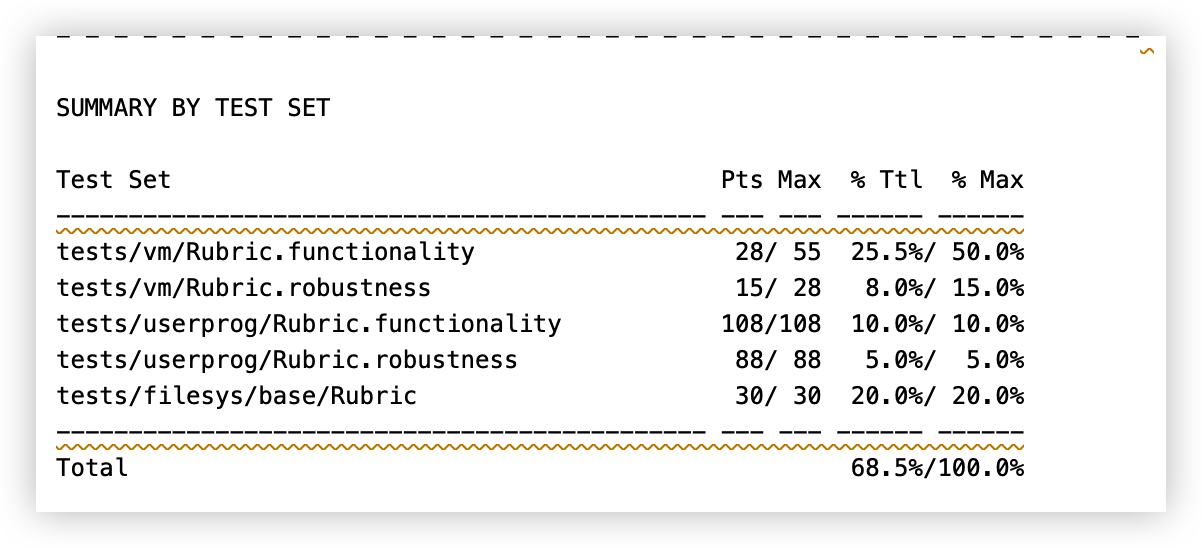 - - - - - - - - - - - - - - - - - - - - - - - - - - - - - - - - - - - - - -
SUMMARY BY TEST SET
Test Set                                      Pts Max  % Ttl  % Max
--------------------------------------------- --- --- ------ ------
tests/vm/Rubric.functionality                  28/ 55  25.5%/ 50.0%
tests/vm/Rubric.robustness                     15/ 28   8.0%/ 15.0%
tests/userprog/Rubric.functionality           108/108  10.0%/ 10.0%
tests/userprog/Rubric.robustness               88/ 88   5.0%/  5.0%
tests/filesys/base/Rubric                      30/ 30  20.0%/ 20.0%
--------------------------------------------- --- --- ------ ------
Total                                                  68.5%/100.0%